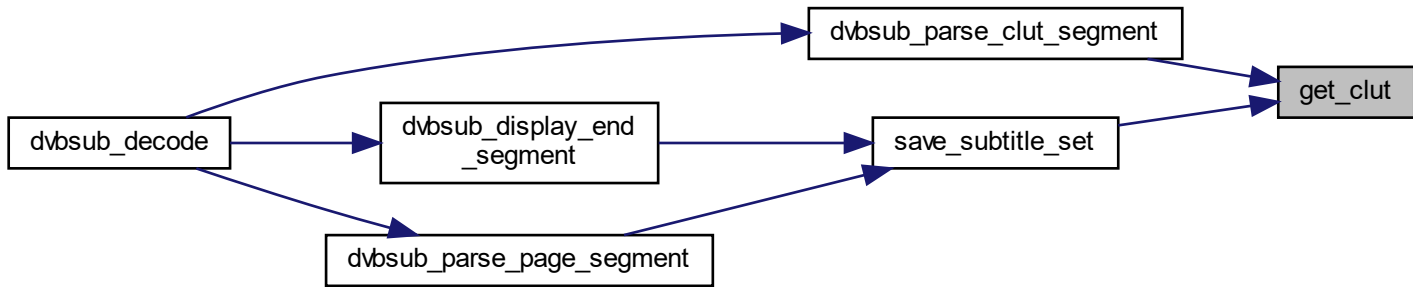 dvbsub_parse_clut_segment
get_clut
dvbsub_display_end
_segment
dvbsub_decode
save_subtitle_set
dvbsub_parse_page_segment